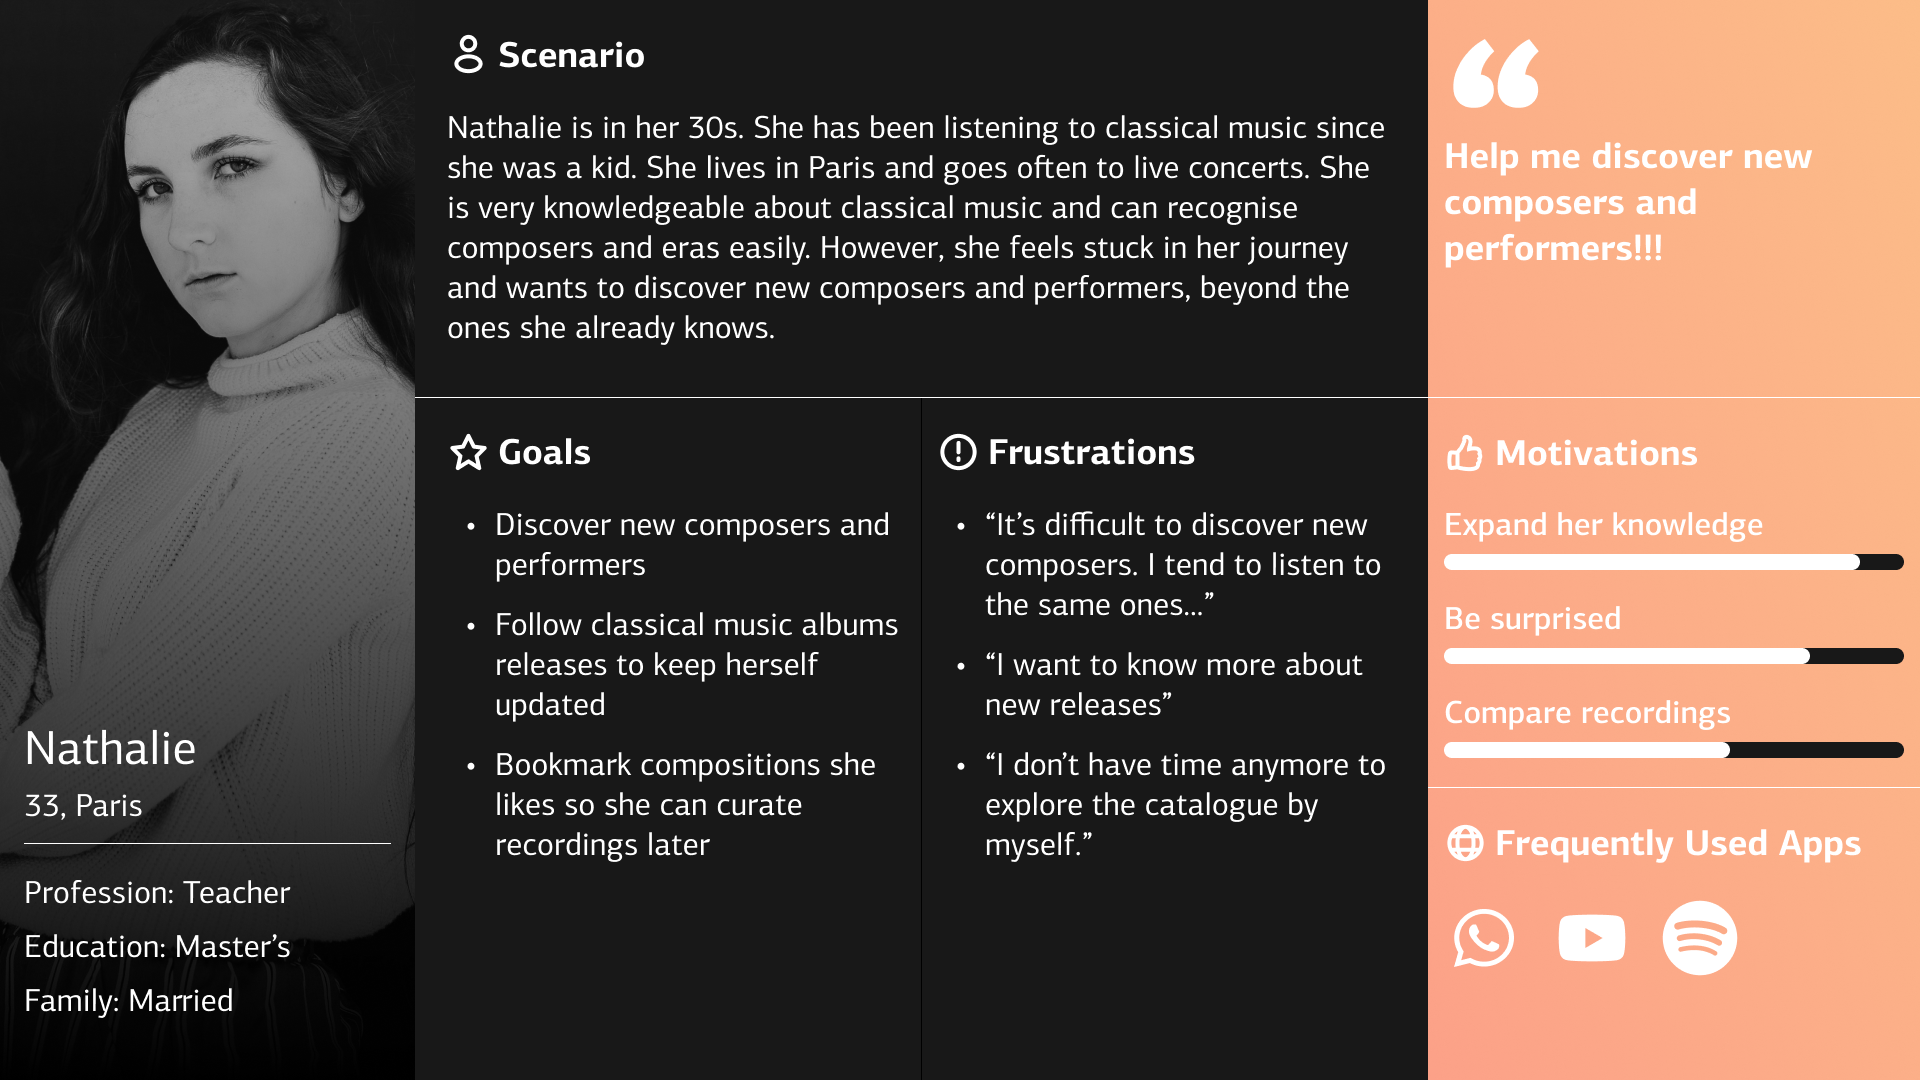 Nathalie
33, Paris
Profession: Teacher
Education: Master’s
Family: Married
Scenario
Nathalie is in her 30s. She has been listening to classical music since
she was a kid. She lives in Paris and goes often to live concerts. She
is very knowledgeable about classical music and can recognise
composers and eras easily. However, she feels stuck in her journey
and wants to discover new composers and performers, beyond the
ones she already knows.
Goals
• Discover new composers and
performers
• Follow classical music albums
releases to keep herself
updated
• Bookmark compositions she
likes so she can curate
recordings later
Frustrations
• “It’s difficult to discover new
composers. I tend to listen to
the same ones...”
• “I want to know more about
new releases”
• “I don’t have time anymore to
explore the catalogue by
myself.”
“
Help me discover new
composers and
performers!!!
Motivations
Expand her knowledge
Be surprised
Compare recordings
Frequently Used Apps